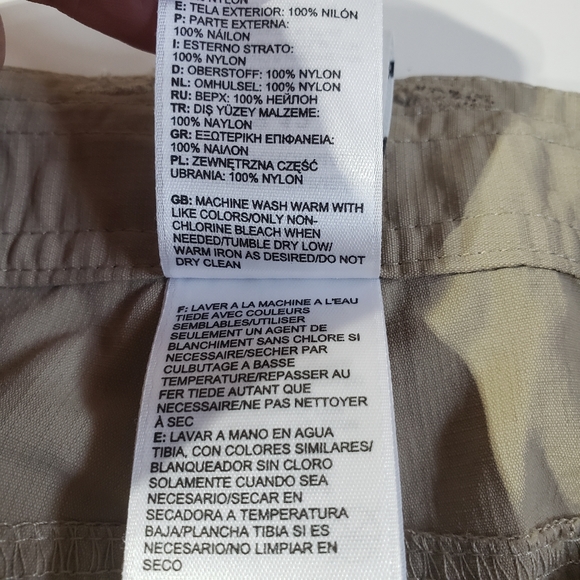 NYLON
E: TELA EXTERIOR: 100% NILÓN
P: PARTE EXTERNA:
100% NÁILON
I: ESTERNO STRATO:
100% NYLON
D: OBERSTOFF: 100% NYLON
NL: OMHULSEL: 100% NYLON
RU: ВЕРХ: 100% НЕЙЛОН
TR: DIŞ YÜZEY MALZEME:
100% NAYLON
GR: ΕΞΩΤΕΡΙΚΗ ΕΠΙΦΑΝΕΙΑ:
100% ΝΑΙΛΟΝ
PL: ZEWNĘTRZNA CZĘŚĆ
UBRANIA: 100% NYLON
GB: MACHINE WASH WARM WITH
LIKE COLORS/ONLY NON-
CHLORINE BLEACH WHEN
NEEDED/TUMBLE DRY LOW/
WARM IRON AS DESIRED/DO NOT
DRY CLEAN
F: LAVER A LA MACHINE A L'EAU
TIEDE AVEC COULEURS
SEMBLABLES/UTILISER
SEULEMENT UN AGENT DE
BLANCHIMENT SANS CHLORE SI
NECESSAIRE/SECHER PAR
CULBUTAGE A BASSE
TEMPERATURE/REPASSER AU
FER TIEDE AUTANT QUE
NECESSAIRE/NE PAS NETTOYER
À SEC
E: LAVAR A MANO EN AGUA
TIBIA, CON COLORES SIMILARES/
BLANQUEADOR SIN CLORO
SOLAMENTE CUANDO SEA
NECESARIO/SECAR EN
SECADORA A TEMPERATURA
BAJA/PLANCHA TIBIA SI ES
NECESARIO/NO LIMPIAR EN
SECO